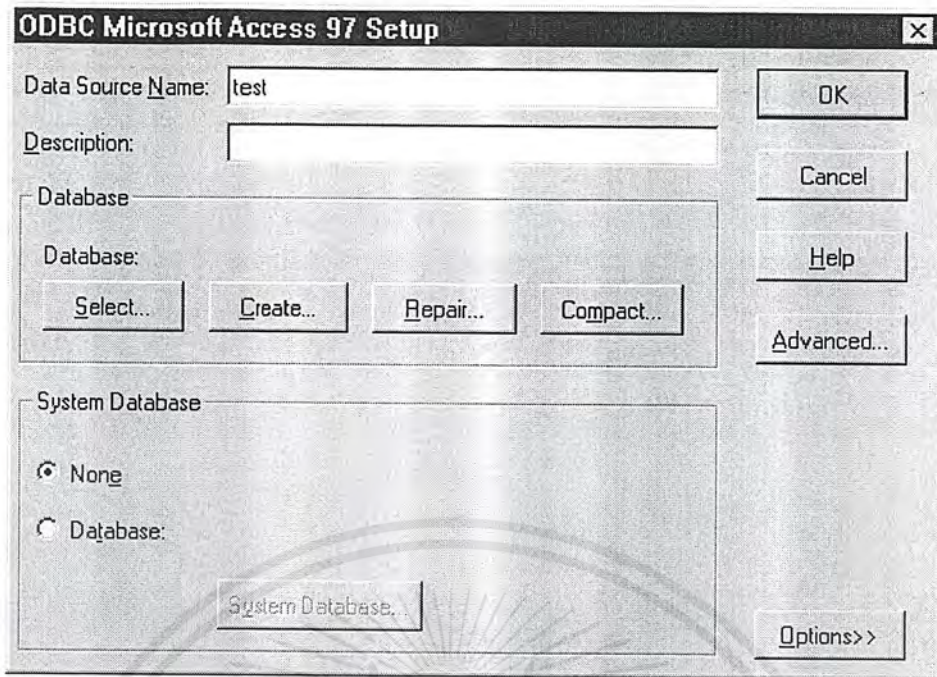 ODBC Microsoft Access 97 Setup
Data Source Name: test
OK
Description:
Cancel
Database
Database:
Help
Select... Create... Repair... Compact...
Advanced...
System Database
None
Database:
System Database...
Options>>